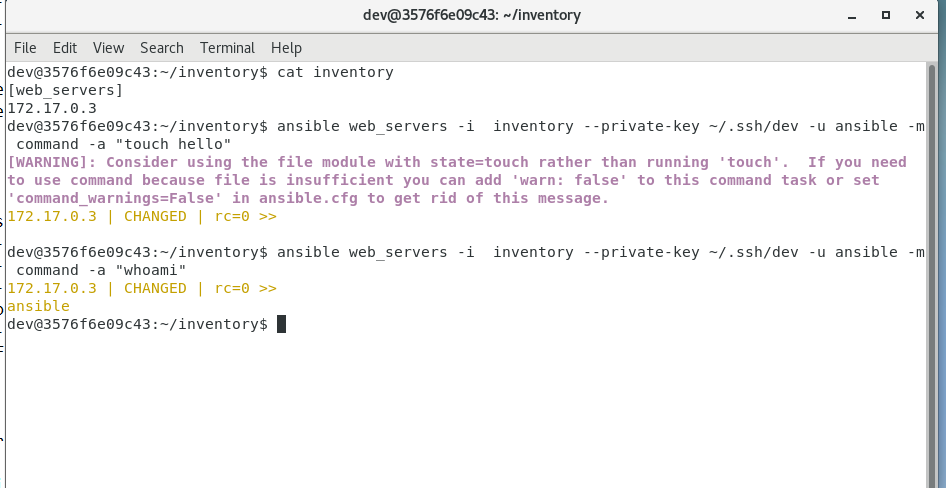 dev@3576f6e09c43: ~/inventory
File Edit View Search Terminal Help
dev@3576f6e09c43:~/inventory$ cat inventory
[web_servers]
172.17.0.3
dev@3576f6e09c43:~/inventory$ ansible web_servers -i  inventory --private-key ~/.ssh/dev -u ansible -m
 command -a "touch hello"
[WARNING]: Consider using the file module with state=touch rather than running 'touch'.  If you need
to use command because file is insufficient you can add 'warn: false' to this command task or set
'command_warnings=False' in ansible.cfg to get rid of this message.
172.17.0.3 | CHANGED | rc=0 >>
dev@3576f6e09c43:~/inventory$ ansible web_servers -i  inventory --private-key ~/.ssh/dev -u ansible -m
 command -a "whoami"
172.17.0.3 | CHANGED | rc=0 >>
ansible
dev@3576f6e09c43:~/inventory$